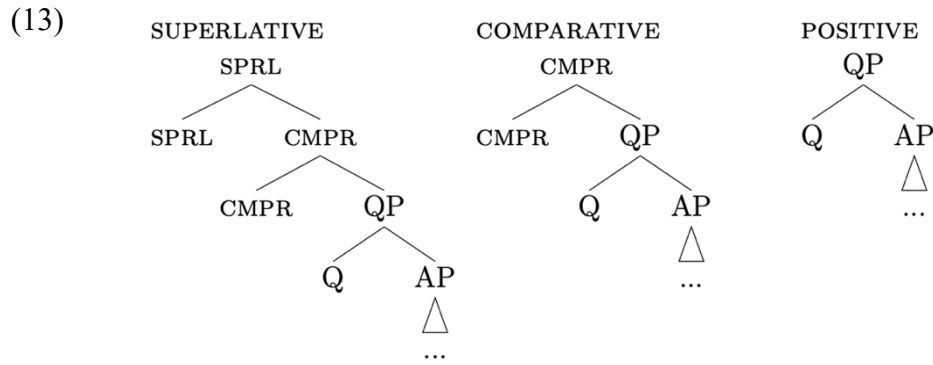 (13) SUPERLATIVE COMPARATIVE POSITIVE
SPRL CMPR QP
SPRL CMPR CMPR QP Q AP
CMPR QP Q AP ...
Q AP ...
...